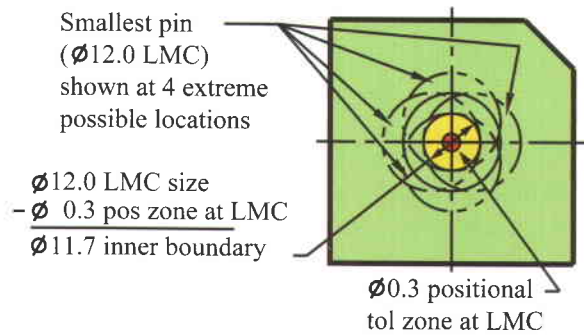 Smallest pin
(Ø12.0 LMC)
shown at 4 extreme
possible locations
Ø12.0 LMC size
- Ø 0.3 pos zone at LMC
Ø11.7 inner boundary
Ø0.3 positional
tol zone at LMC